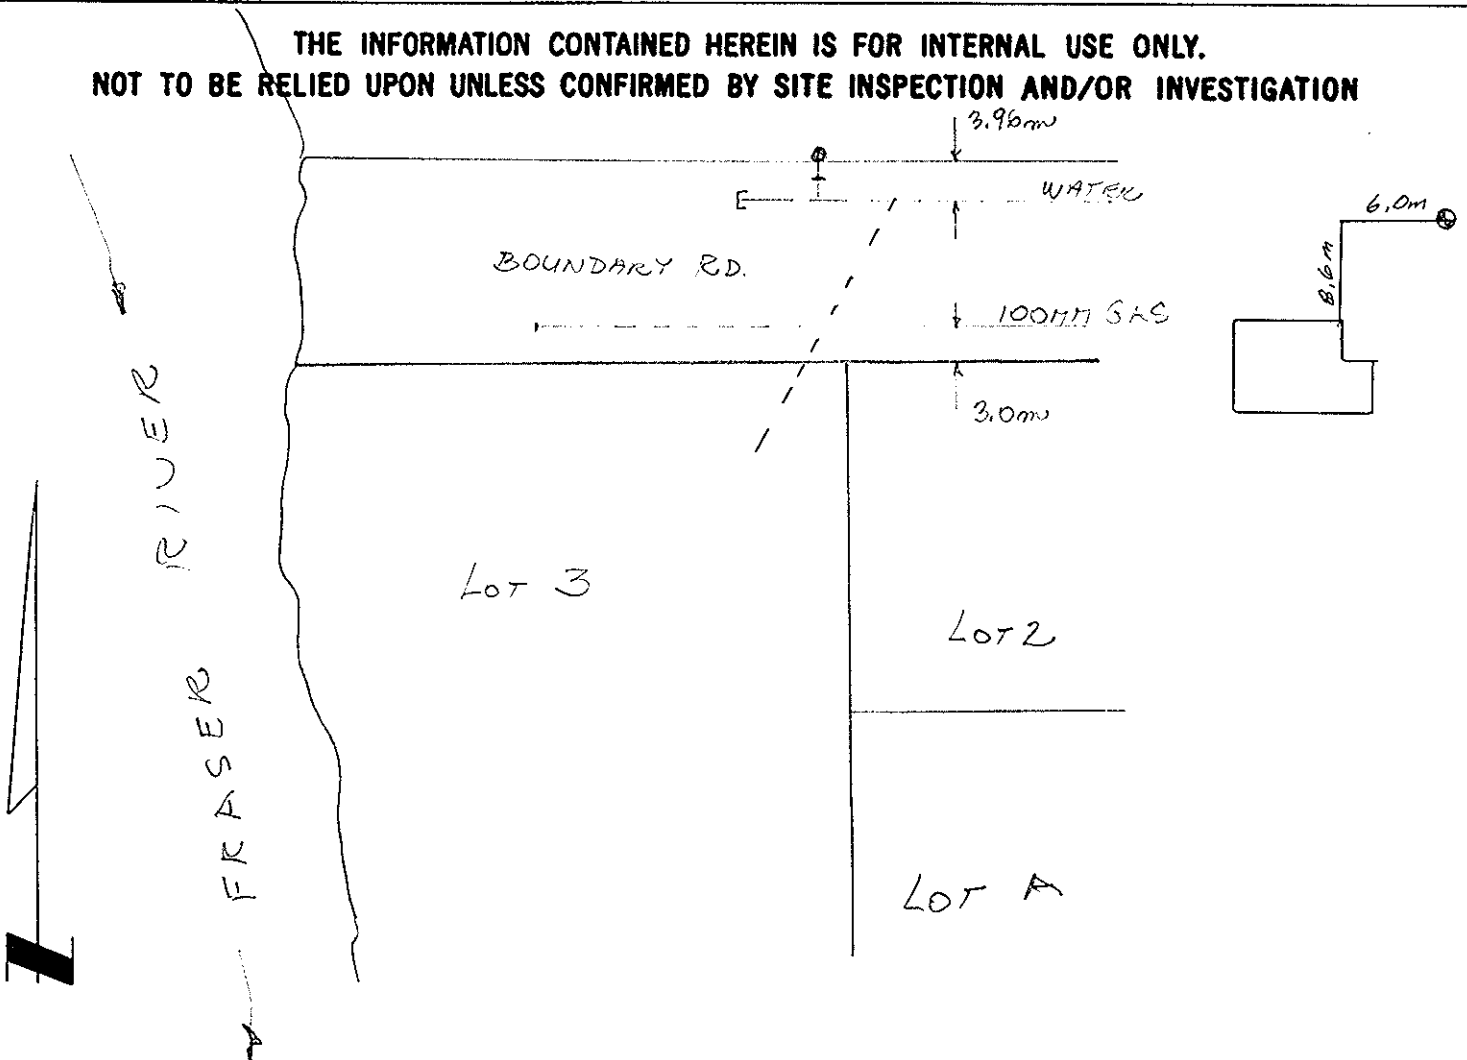 THE INFORMATION CONTAINED HEREIN IS FOR INTERNAL USE ONLY.
NOT TO BE RELIED UPON UNLESS CONFIRMED BY SITE INSPECTION AND/OR INVESTIGATION
3.96m
WATER
6.0m
8.6m
BOUNDARY RD.
100MM GAS
3.0m
FRASER RIVER
LOT 3
LOT 2
LOT A
N